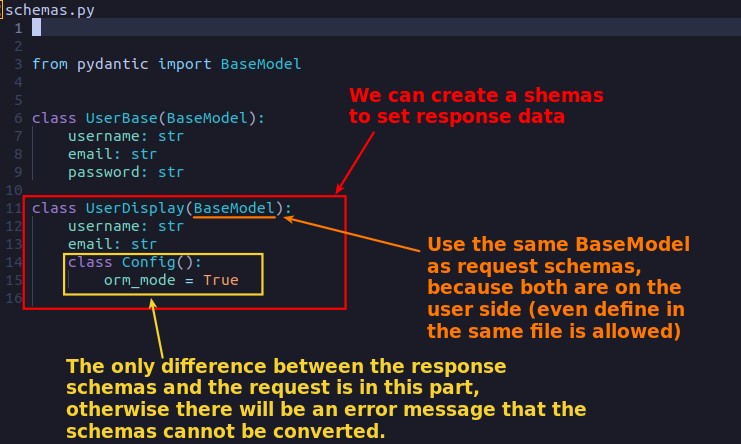 schemas.py
1
2
3 from pydantic import BaseModel
4
5
We can create a shemas
to set response data
6 class UserBase(BaseModel):
7 username: str
8 email: str
9 password: str
10
11 class UserDisplay(BaseModel):
12 username: str
13 email: str
14 class Config():
15 orm_mode = True
16
Use the same BaseModel
as request schemas,
because both are on the
user side (even define in
the same file is allowed)
The only difference between the response
schemas and the request is in this part,
otherwise there will be an error message that the
schemas cannot be converted.